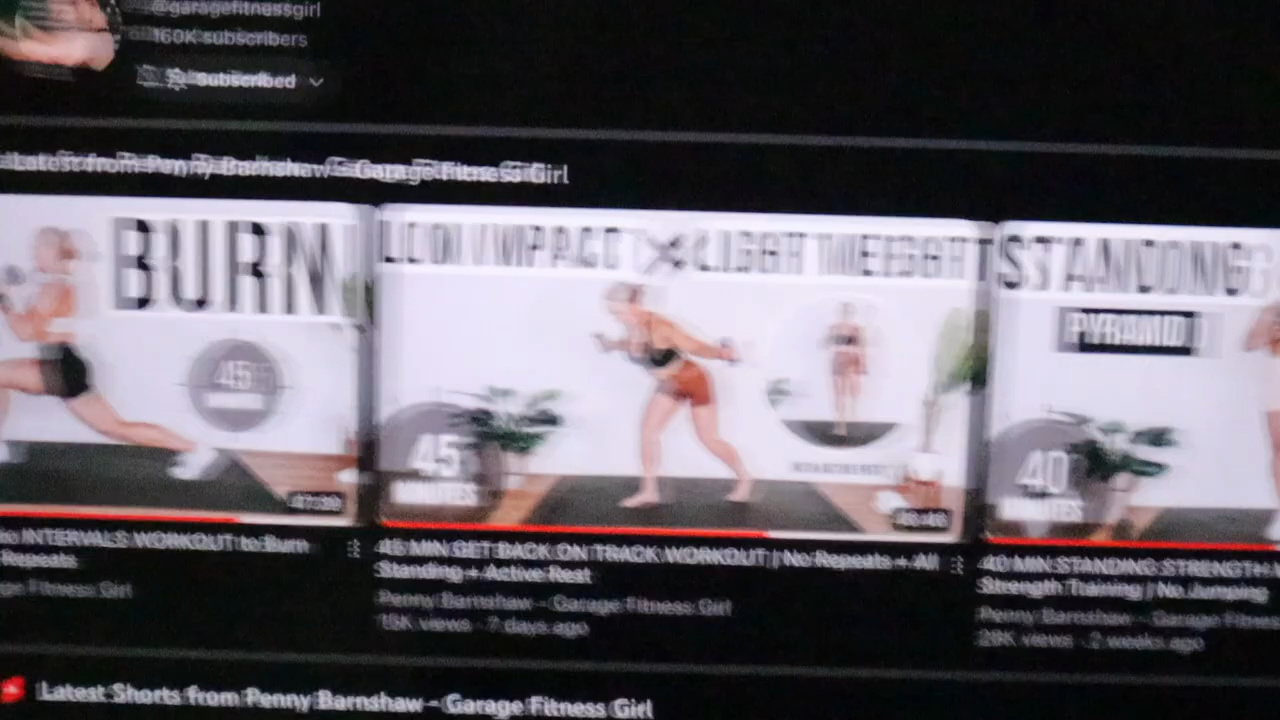 @garagefitnessgirl
160K subscribers
Subscribed
Latest from Penny Barnshaw - Garage Fitness Girl
BURN
45
LOW IMPACT X LIGHT WEIGHT
45
MINUTES
STANDING
PYRAMID
40
MINUTES
INTERVALS WORKOUT to Burn
Repeats
Fitness Girl
45 MIN GET BACK ON TRACK WORKOUT | No Repeats + All
Standing + Active Rest
Penny Barnshaw - Garage Fitness Girl
15K views · 7 days ago
40 MIN STANDING STRENGTH
Strength Training | No Jumping
Penny Barnshaw - Garage Fitness
28K views · 2 weeks ago
Latest Shorts from Penny Barnshaw - Garage Fitness Girl